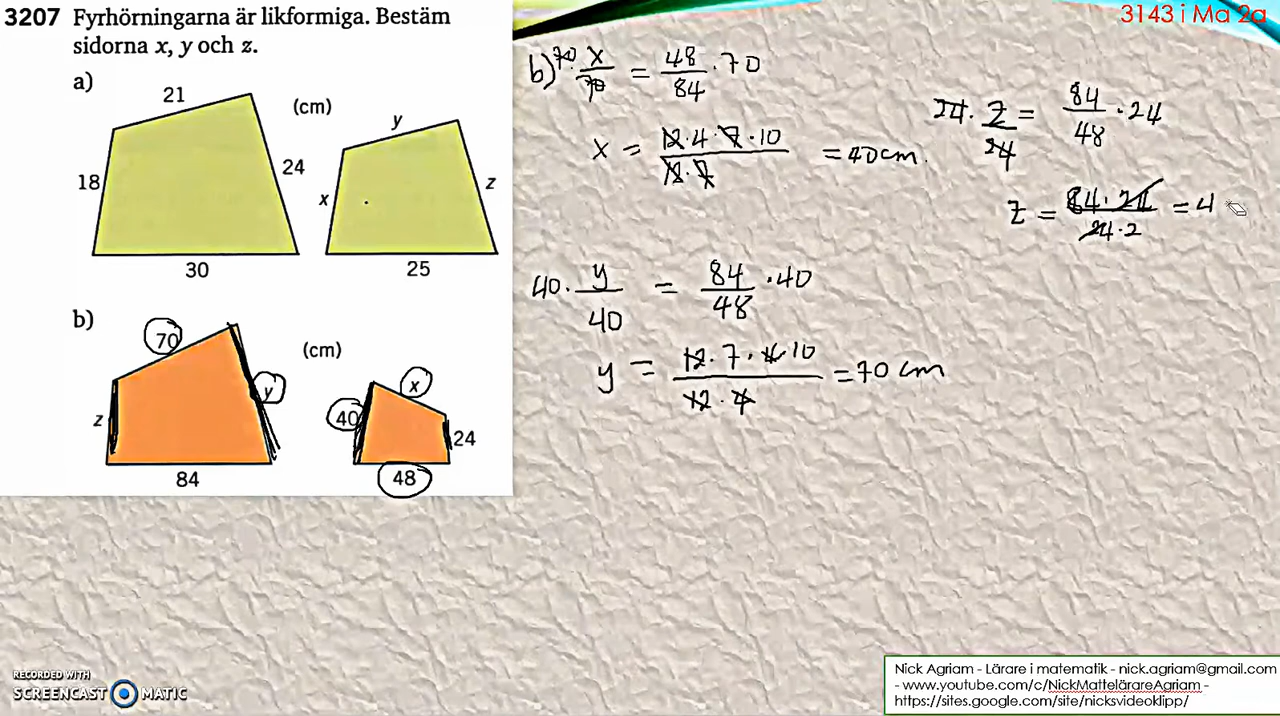 3207 Fyrhörningarna är likformiga. Bestäm
sidorna x, y och z.
a)
21
(cm)
18
24
30
y
x
z
25
b)
70
(cm)
z
y
84
x
40
24
48
3143 i Ma 2a
b) 70 · x/70 = 48/84 · 70
x = 12·4·7·10/12·7 = 40 cm.
40 · y/40 = 84/48 · 40
y = 12·7·4 10/12·4 = 70 cm
24 · z/24 = 84/48 · 24
z = 84·24/24·2 = 4
RECORDED WITH
SCREENCAST MATIC
Nick Agriam - Lärare i matematik - nick.agriam@gmail.com
- www.youtube.com/c/NickMattelärareAgriam -
https://sites.google.com/site/nicksvideoklipp/